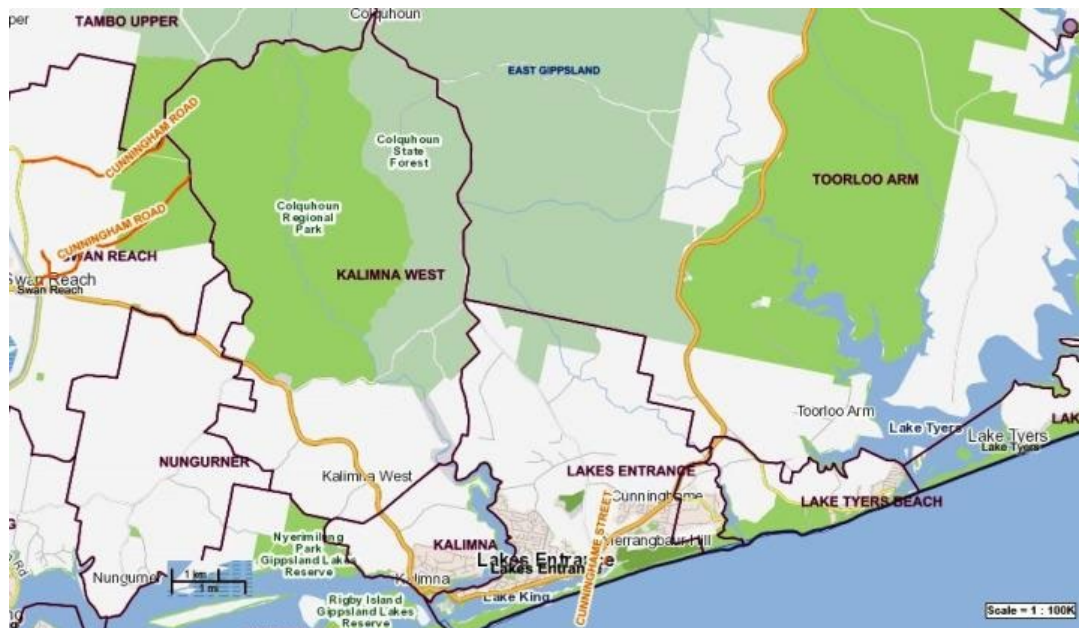 Colquhoun
TAMBO UPPER
EAST GIPPSLAND
CUNNINGHAM ROAD
Colquhoun
State
Forest
TOORLOO ARM
Colquhoun
Regional
Park
CUNNINGHAM ROAD
SWAN REACH
KALIMNA WEST
Swan Reach
Swan Reach
Toorloo Arm
Lake Tyers
Lake Tyers
Lake Tyers
NUNGURNER
Kalimna West
LAKES ENTRANCE
Cunninghame
LAKE TYERS BEACH
CUNNINGHAME STREET
Nyerimilang
Park
Gippsland Lakes
Reserve
KALIMNA
Lakes Entrance
Lakes Entrance
Kalimna
1 km
1 mi
Lake King
Rigby Island
Gippsland Lakes
Reserve
Scale = 1 : 100K